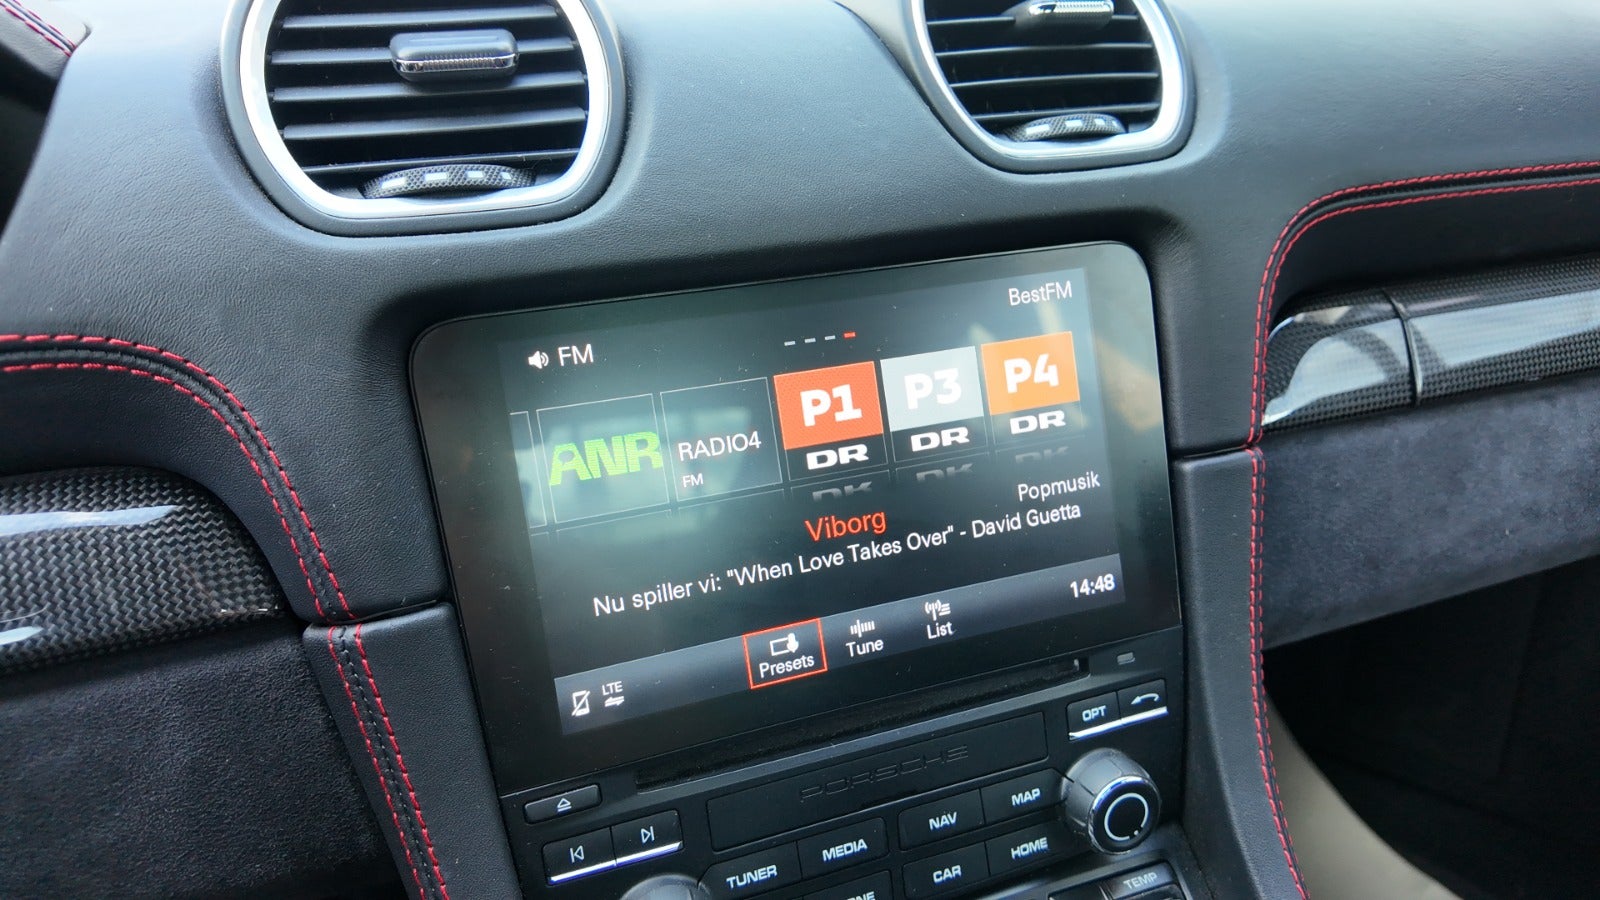 BestFM
FM
ANR
RADIO4
FM
P1
DR
P3
DR
P4
DR
Popmusik
Viborg
Nu spiller vi: "When Love Takes Over" - David Guetta
14:48
LTE
Presets
Tune
List
OPT
PORSCHE
TUNER
MEDIA
NAV
MAP
CAR
HOME
TEMP